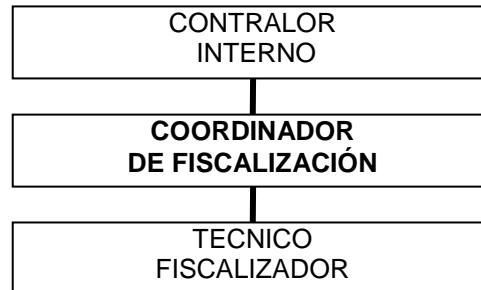 CONTRALOR
INTERNO
COORDINADOR
DE FISCALIZACIÓN
TECNICO
FISCALIZADOR